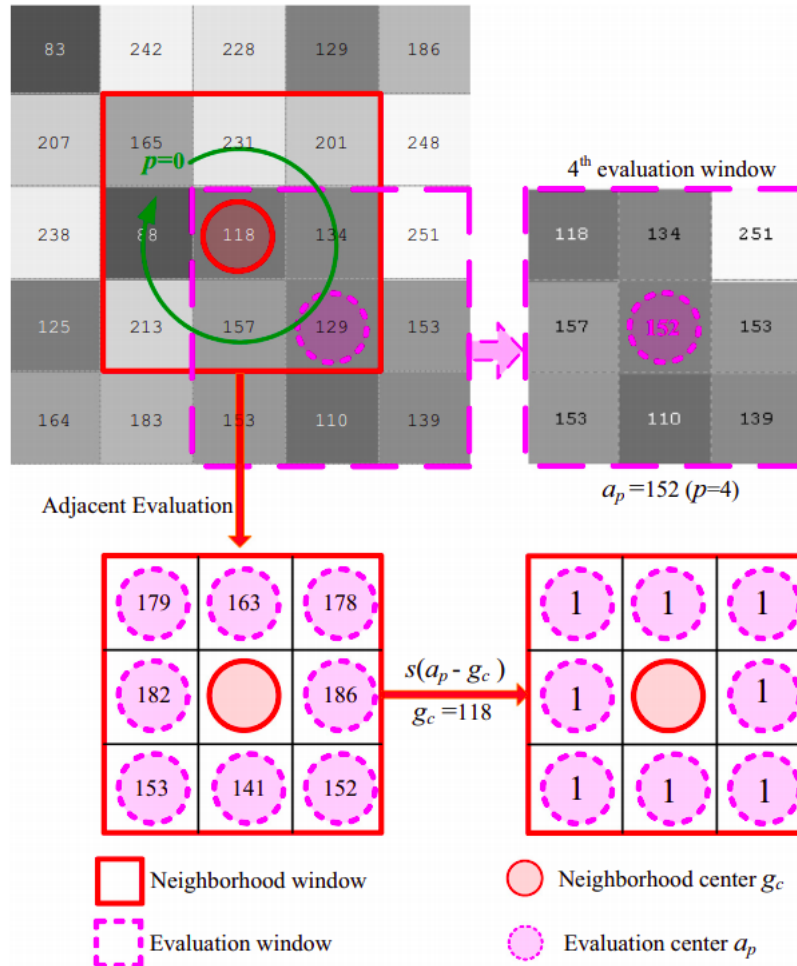 83 242 228 129 186
207 165 231 201 248
p=0
238 88 118 134 251
125 213 157 129 153
164 183 153 110 139
4th evaluation window
118 134 251
157 152 153
153 110 139
ap =152 (p=4)
Adjacent Evaluation
179 163 178
182 186
153 141 152
s(ap - gc )
gc =118
1 1 1
1 1
1 1 1
Neighborhood window
Neighborhood center gc
Evaluation window
Evaluation center ap